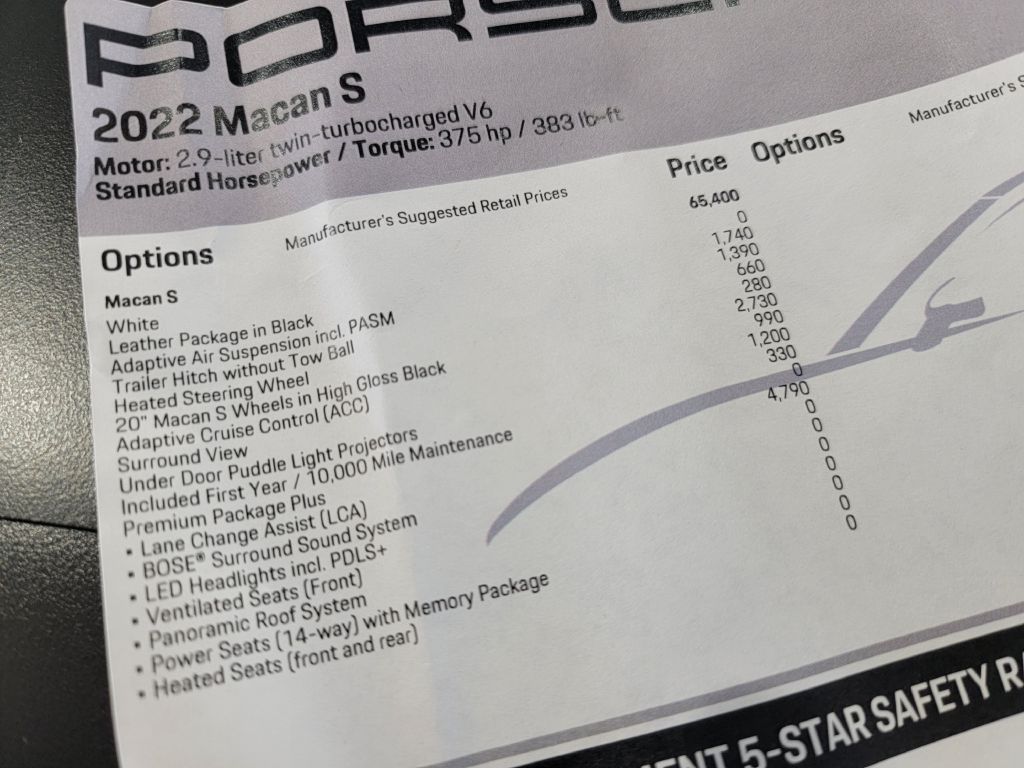 PORSC
2022 Macan S
Motor: 2.9-liter twin-turbocharged V6
Standard Horsepower / Torque: 375 hp / 383 lb-ft
Options Manufacturer's Suggested Retail Prices Price Options Manufacturer's S
Macan S 65,400
White 0
Leather Package in Black 1,740
Adaptive Air Suspension incl. PASM 1,390
Trailer Hitch without Tow Ball 660
Heated Steering Wheel 280
20" Macan S Wheels in High Gloss Black 2,730
Adaptive Cruise Control (ACC) 990
Surround View 1,200
Under Door Puddle Light Projectors 330
Included First Year / 10,000 Mile Maintenance 0
Premium Package Plus 4,790
• Lane Change Assist (LCA) 0
• BOSE® Surround Sound System 0
• LED Headlights incl. PDLS+ 0
• Ventilated Seats (Front) 0
• Panoramic Roof System 0
• Power Seats (14-way) with Memory Package 0
• Heated Seats (front and rear) 0
MENT 5-STAR SAFETY RA